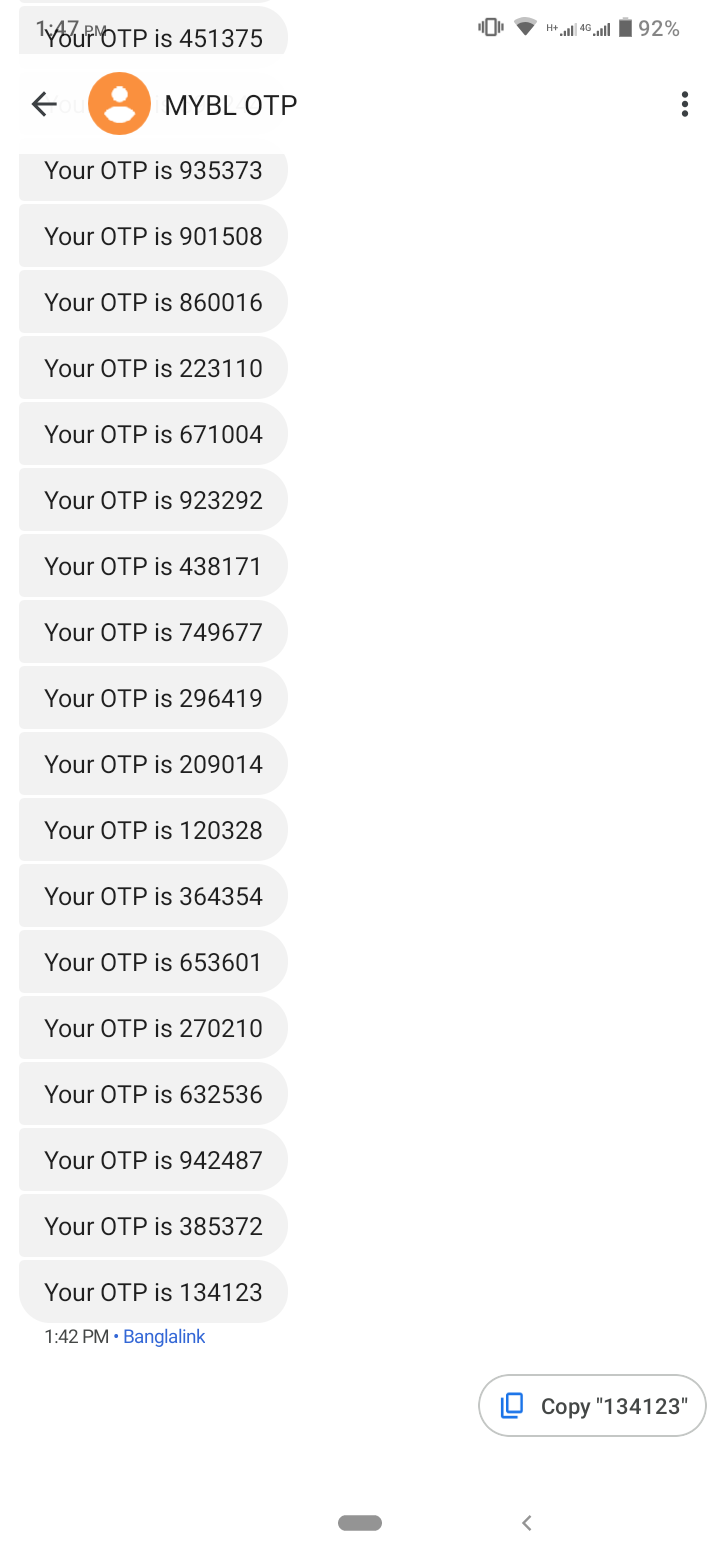 1:47 PM
H+ 4G 92%
Your OTP is 451375
MYBL OTP
Your OTP is 935373
Your OTP is 901508
Your OTP is 860016
Your OTP is 223110
Your OTP is 671004
Your OTP is 923292
Your OTP is 438171
Your OTP is 749677
Your OTP is 296419
Your OTP is 209014
Your OTP is 120328
Your OTP is 364354
Your OTP is 653601
Your OTP is 270210
Your OTP is 632536
Your OTP is 942487
Your OTP is 385372
Your OTP is 134123
1:42 PM • Banglalink
Copy "134123"